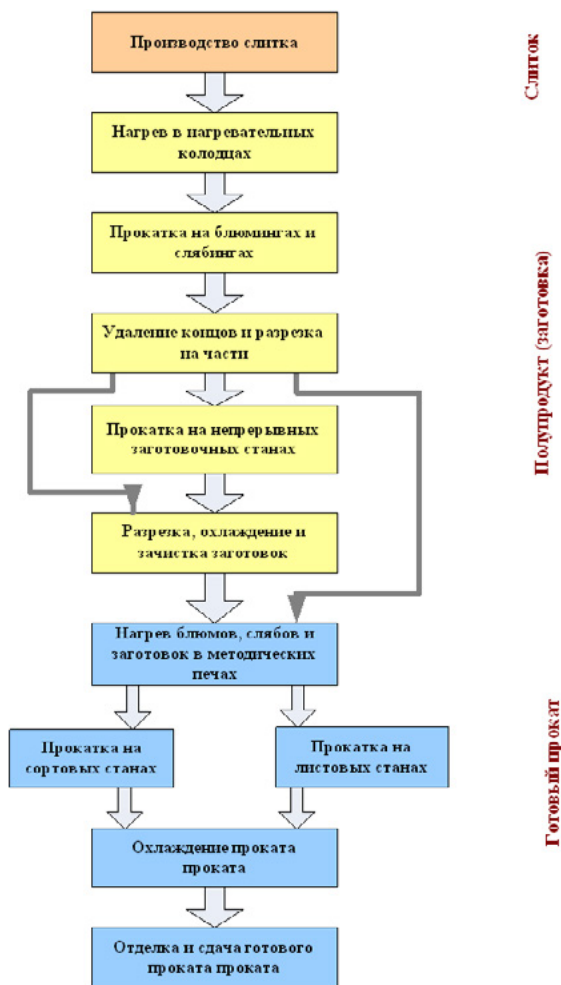 Производство слитка
Слиток
Нагрев в нагревательных
колодцах
Прокатка на блюмингах и
слябингах
Удаление концов и разрезка
на части
Полупродукт (заготовка)
Прокатка на непрерывных
заготовочных станах
Разрезка, охлаждение и
зачистка заготовок
Нагрев блюмов, слябов и
заготовок в методических
печах
Прокатка на
сортовых станах
Прокатка на
листовых станах
Готовый прокат
Охлаждение проката
проката
Отделка и сдача готового
проката проката